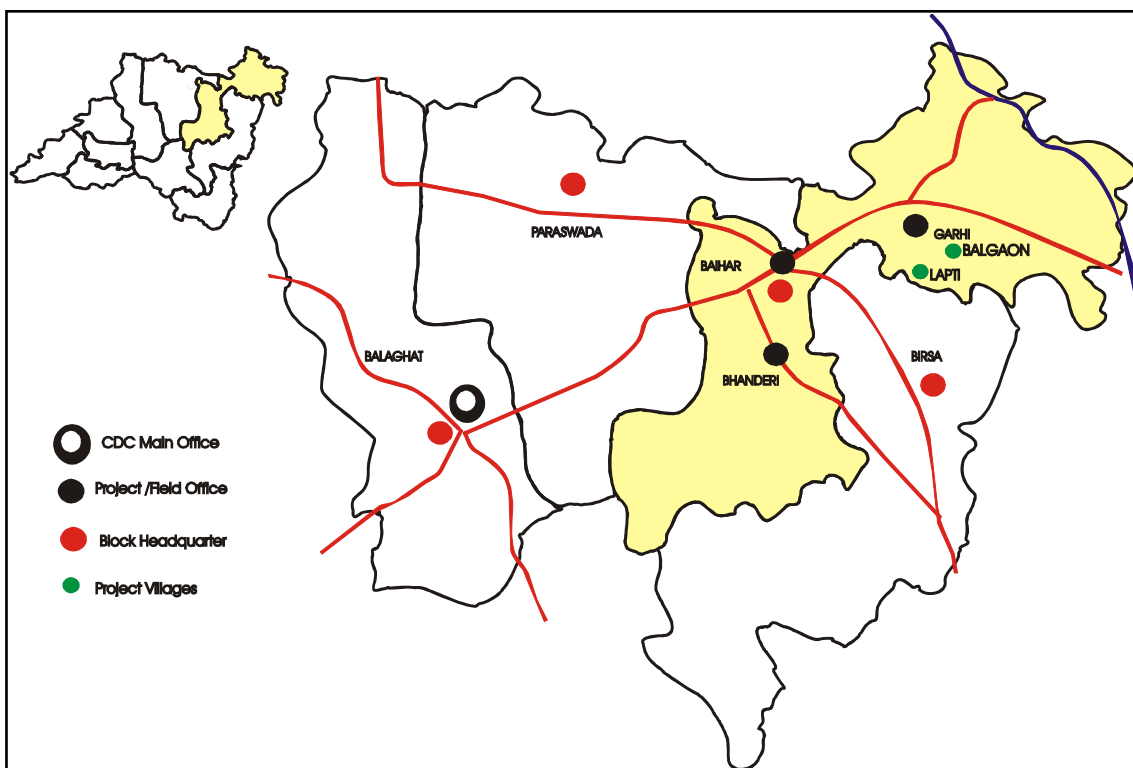 PARASWADA
GARHI
BALGAON
BAIHAR
LAPTI
BALAGHAT
BIRSA
BHANDERI
CDC Main Office
Project /Field Office
Block Headquarter
Project Villages